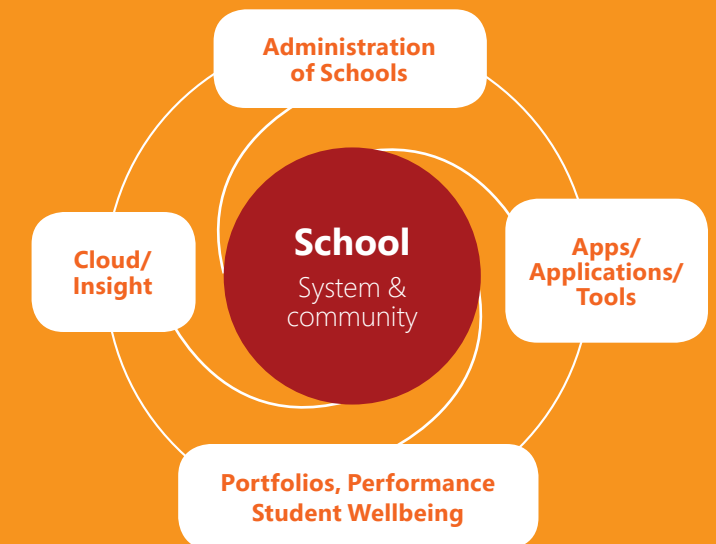 Administration
of Schools
School
System &
community
Cloud/
Insight
Apps/
Applications/
Tools
Portfolios, Performance
Student Wellbeing